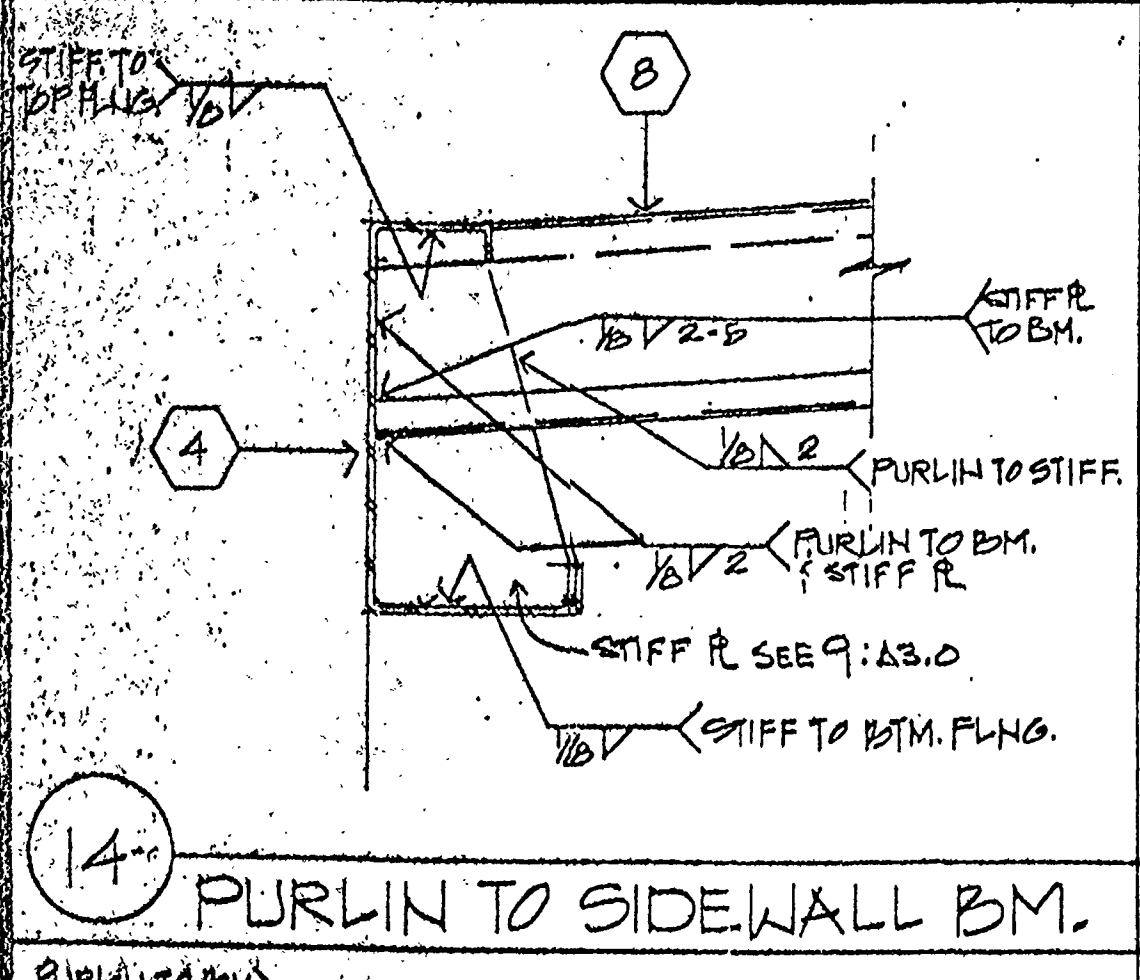 STIFF. TO
TOP FLNG.
1/8
8
1/8 2-5
STIFF PL
TO BM.
4
1/8 2
PURLIN TO STIFF.
1/8 2
PURLIN TO BM.
& STIFF PL
STIFF PL SEE 9:A3.0
1/8
STIFF TO BTM. FLNG.
14
PURLIN TO SIDEWALL BM.